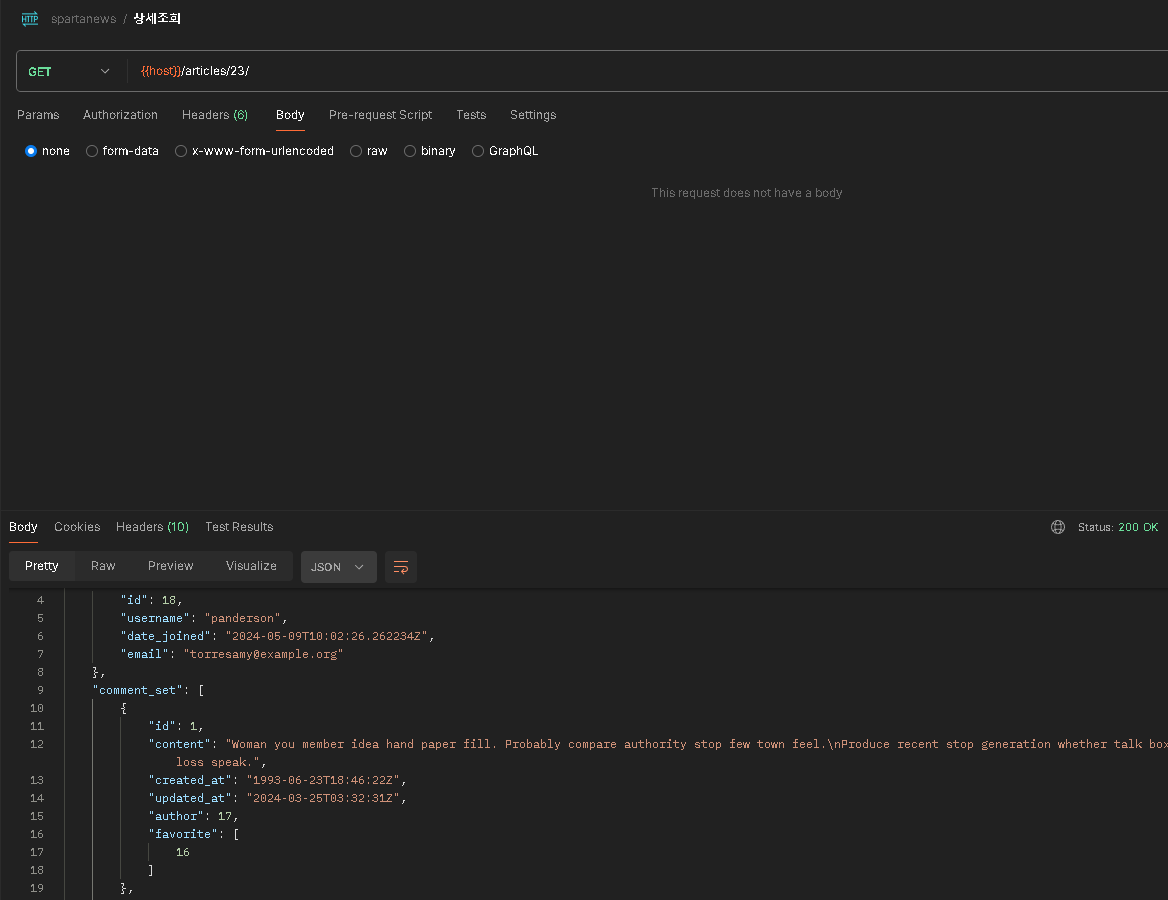 HTTP spartanews / 상세조회
GET {{host}}/articles/23/
Params Authorization Headers (6) Body Pre-request Script Tests Settings
none form-data x-www-form-urlencoded raw binary GraphQL
This request does not have a body
Body Cookies Headers (10) Test Results Status: 200 OK
Pretty Raw Preview Visualize JSON
4 "id": 18,
5 "username": "panderson",
6 "date_joined": "2024-05-09T10:02:26.262234Z",
7 "email": "torresamy@example.org"
8 },
9 "comment_set": [
10 {
11 "id": 1,
12 "content": "Woman you member idea hand paper fill. Probably compare authority stop few town feel.\nProduce recent stop generation whether talk box
loss speak.",
13 "created_at": "1993-06-23T18:46:22Z",
14 "updated_at": "2024-03-25T03:32:31Z",
15 "author": 17,
16 "favorite": [
17 16
18 ]
19 },